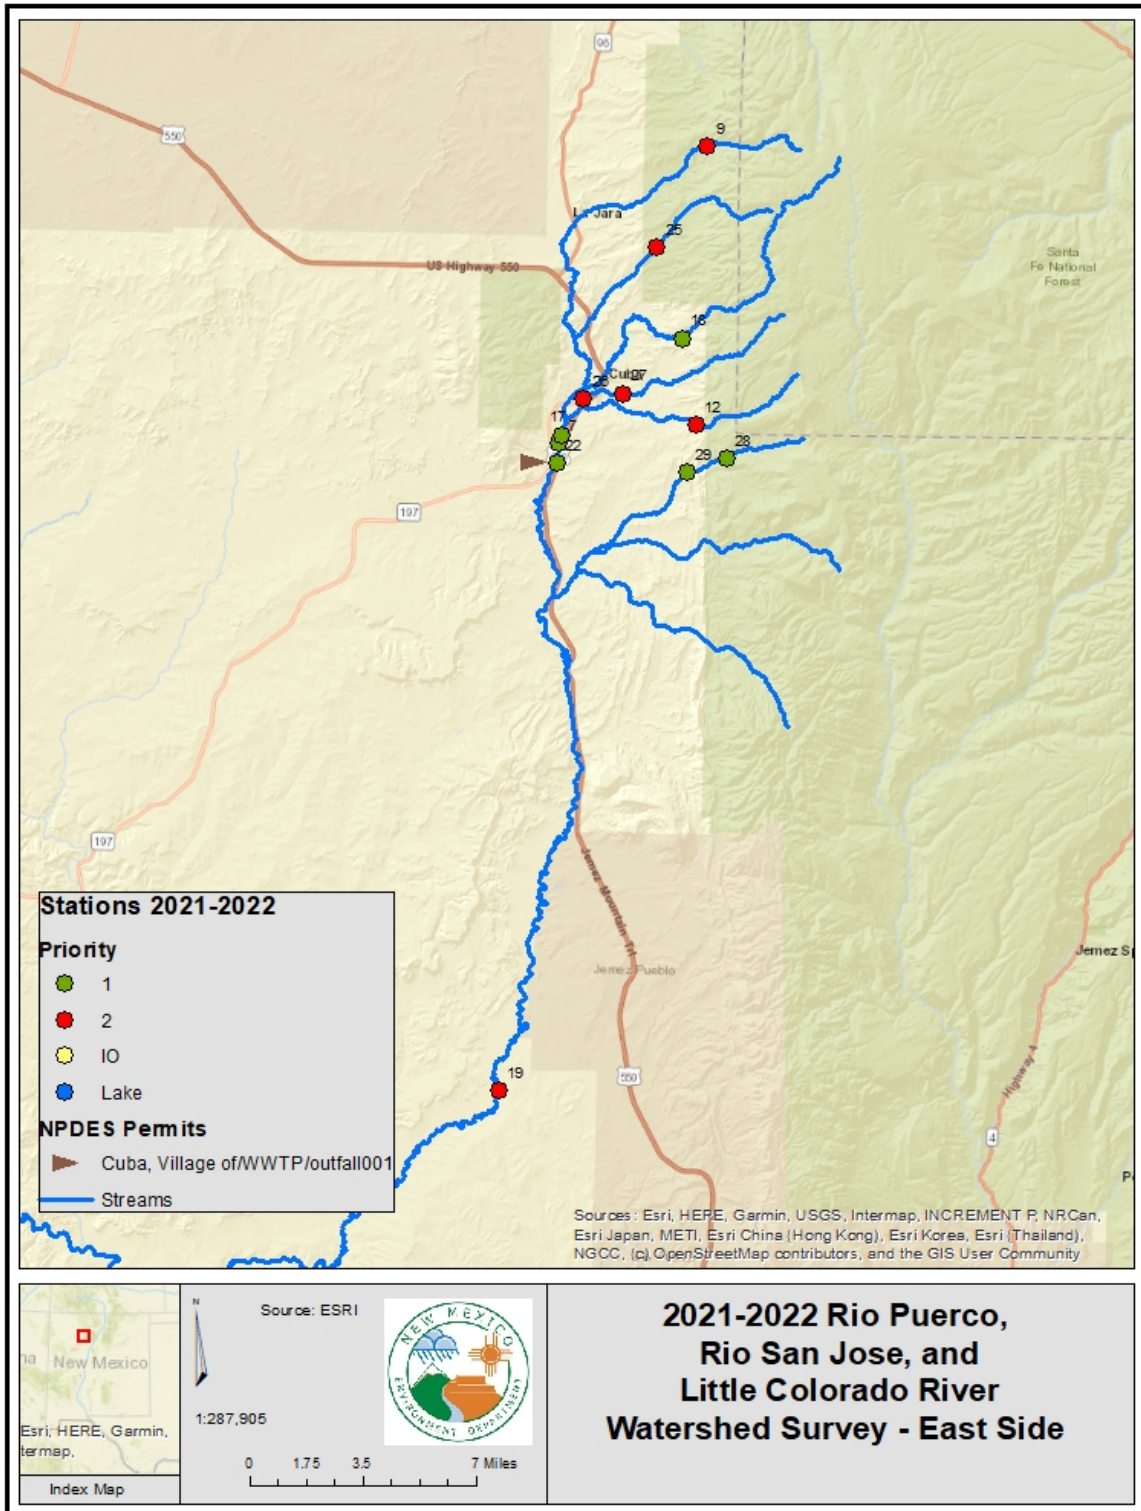 96
550
9
La Jara
25
US Highway 550
Santa
Fe National
Forest
18
Cuba
27
26
12
17
7
22
28
29
197
197
Jemez Mountain Trl
Jemez Pueblo
Jemez Sp
Highway 4
19
550
4
P
Stations 2021-2022
Priority
1
2
IO
Lake
NPDES Permits
Cuba, Village of/WWTP/outfall001
Streams
Sources: Esri, HERE, Garmin, USGS, Intermap, INCREMENT P, NRCan,
Esri Japan, METI, Esri China (Hong Kong), Esri Korea, Esri (Thailand),
NGCC, (c) OpenStreetMap contributors, and the GIS User Community
na
New Mexico
Esri, HERE, Garmin,
termap,
Index Map
N
Source: ESRI
1:287,905
0 1.75 3.5 7 Miles
NEW MEXICO
ENVIRONMENT DEPARTMENT
2021-2022 Rio Puerco,
Rio San Jose, and
Little Colorado River
Watershed Survey - East Side